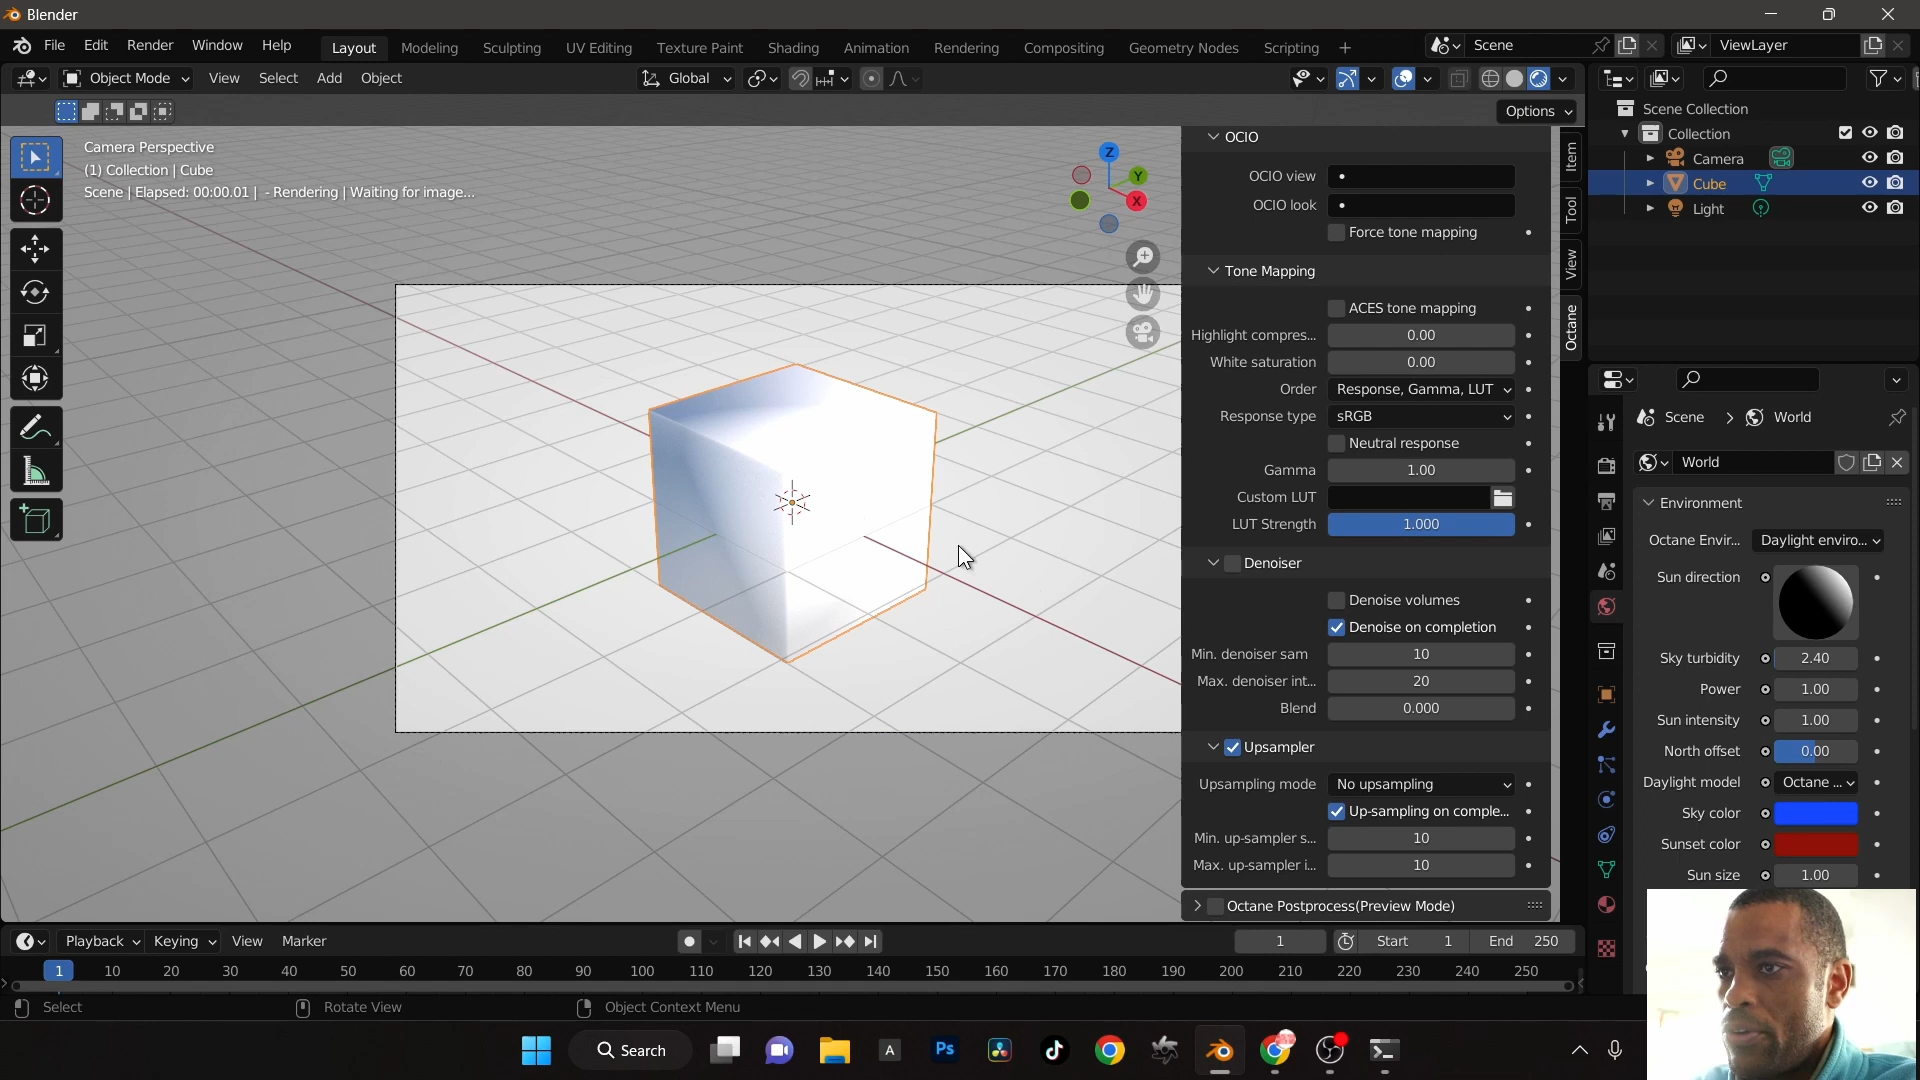 Blender
File Edit Render Window Help
Layout Modeling Sculpting UV Editing Texture Paint Shading Animation Rendering Compositing Geometry Nodes Scripting +
Scene
ViewLayer
Object Mode View Select Add Object
Global
Options
Camera Perspective
(1) Collection | Cube
Scene | Elapsed: 00:00.01 | - Rendering | Waiting for image...
Z
Y
X
OCIO
OCIO view
OCIO look
Force tone mapping
Tone Mapping
ACES tone mapping
Highlight compres... 0.00
White saturation 0.00
Order Response, Gamma, LUT
Response type sRGB
Neutral response
Gamma 1.00
Custom LUT
LUT Strength 1.000
Denoiser
Denoise volumes
Denoise on completion
Min. denoiser sam 10
Max. denoiser int... 20
Blend 0.000
Upsampler
Upsampling mode No upsampling
Up-sampling on comple...
Min. up-sampler s... 10
Max. up-sampler i... 10
Octane Postprocess(Preview Mode)
Item
Tool
View
Octane
Scene Collection
Collection
Camera
Cube
Light
Scene > World
World
Environment
Octane Envir... Daylight enviro...
Sun direction
Sky turbidity 2.40
Power 1.00
Sun intensity 1.00
North offset 0.00
Daylight model Octane ...
Sky color
Sunset color
Sun size 1.00
Playback Keying View Marker
1 Start 1 End 250
1 10 20 30 40 50 60 70 80 90 100 110 120 130 140 150 160 170 180 190 200 210 220 230 240 250
Select Rotate View Object Context Menu
Search
A
Ps